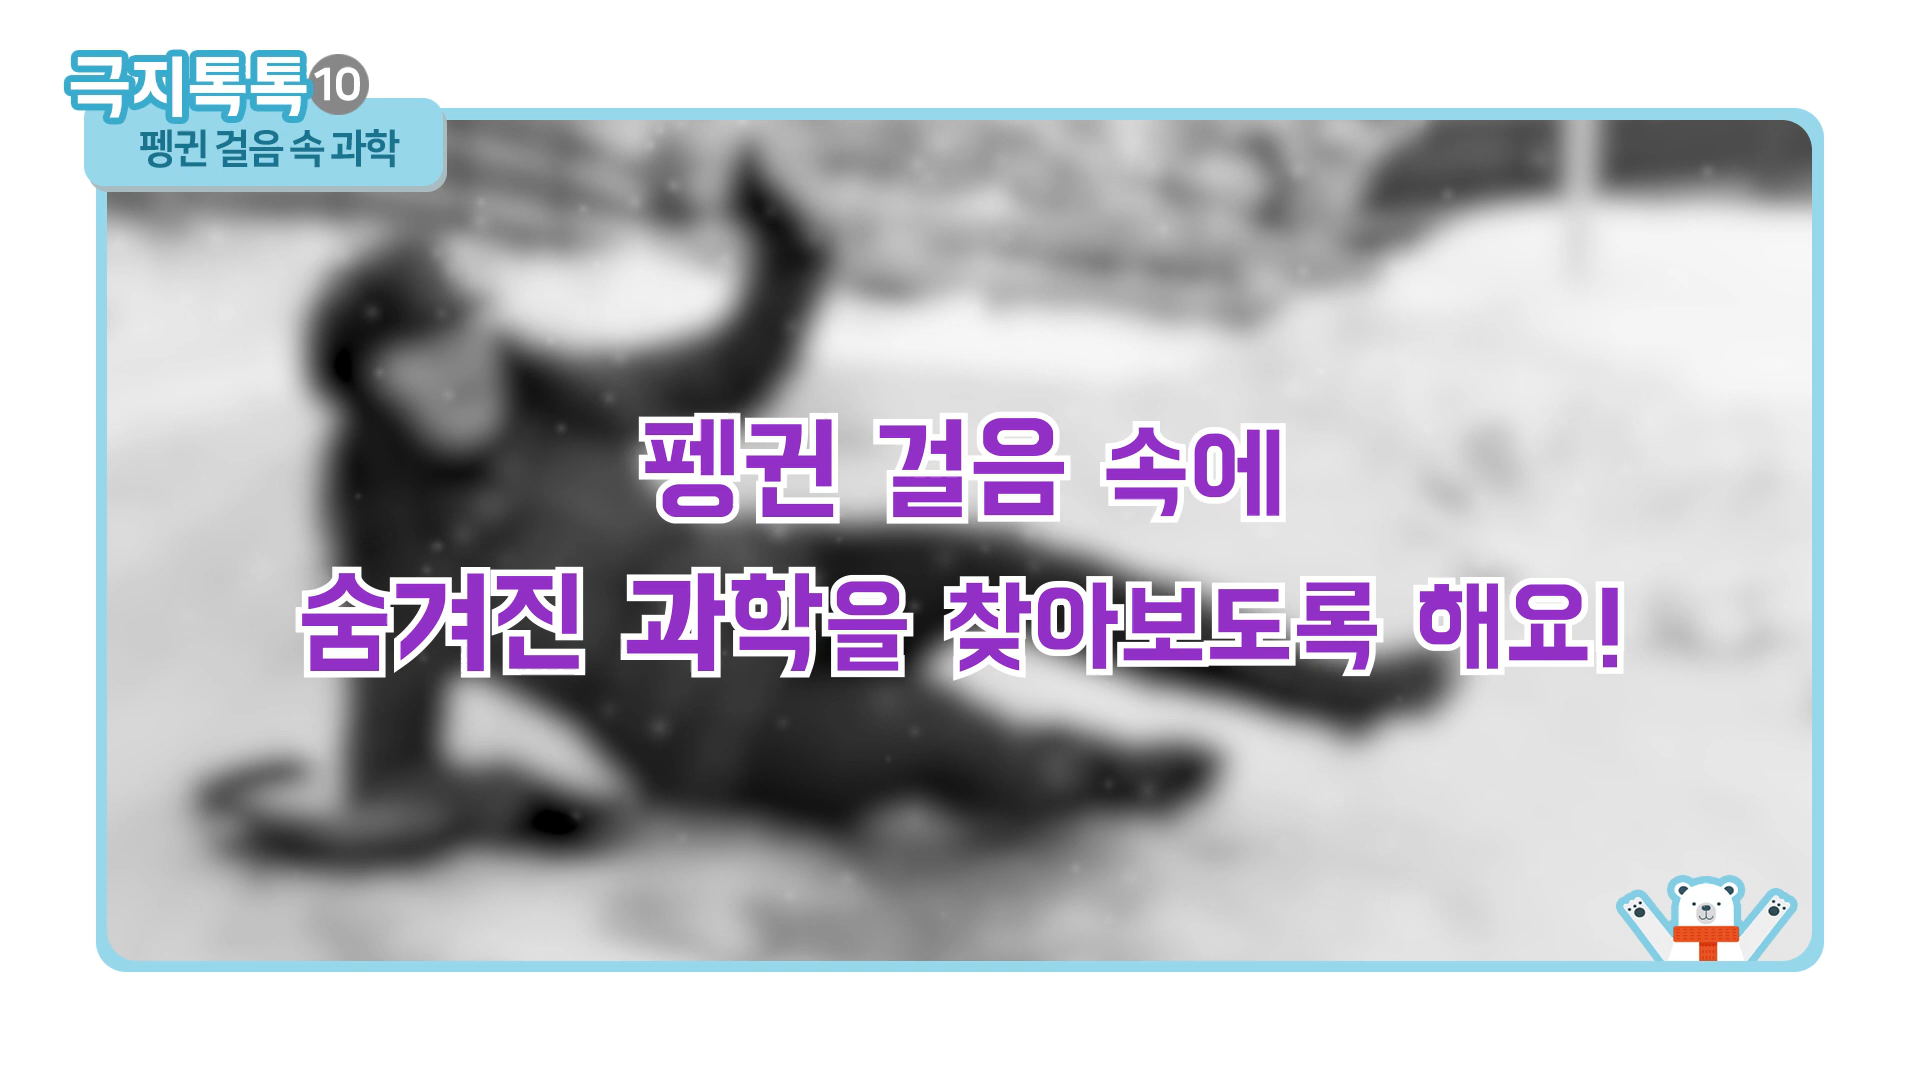 극지톡톡 10
펭귄 걸음 속 과학
펭귄 걸음 속에
숨겨진 과학을 찾아보도록 해요!